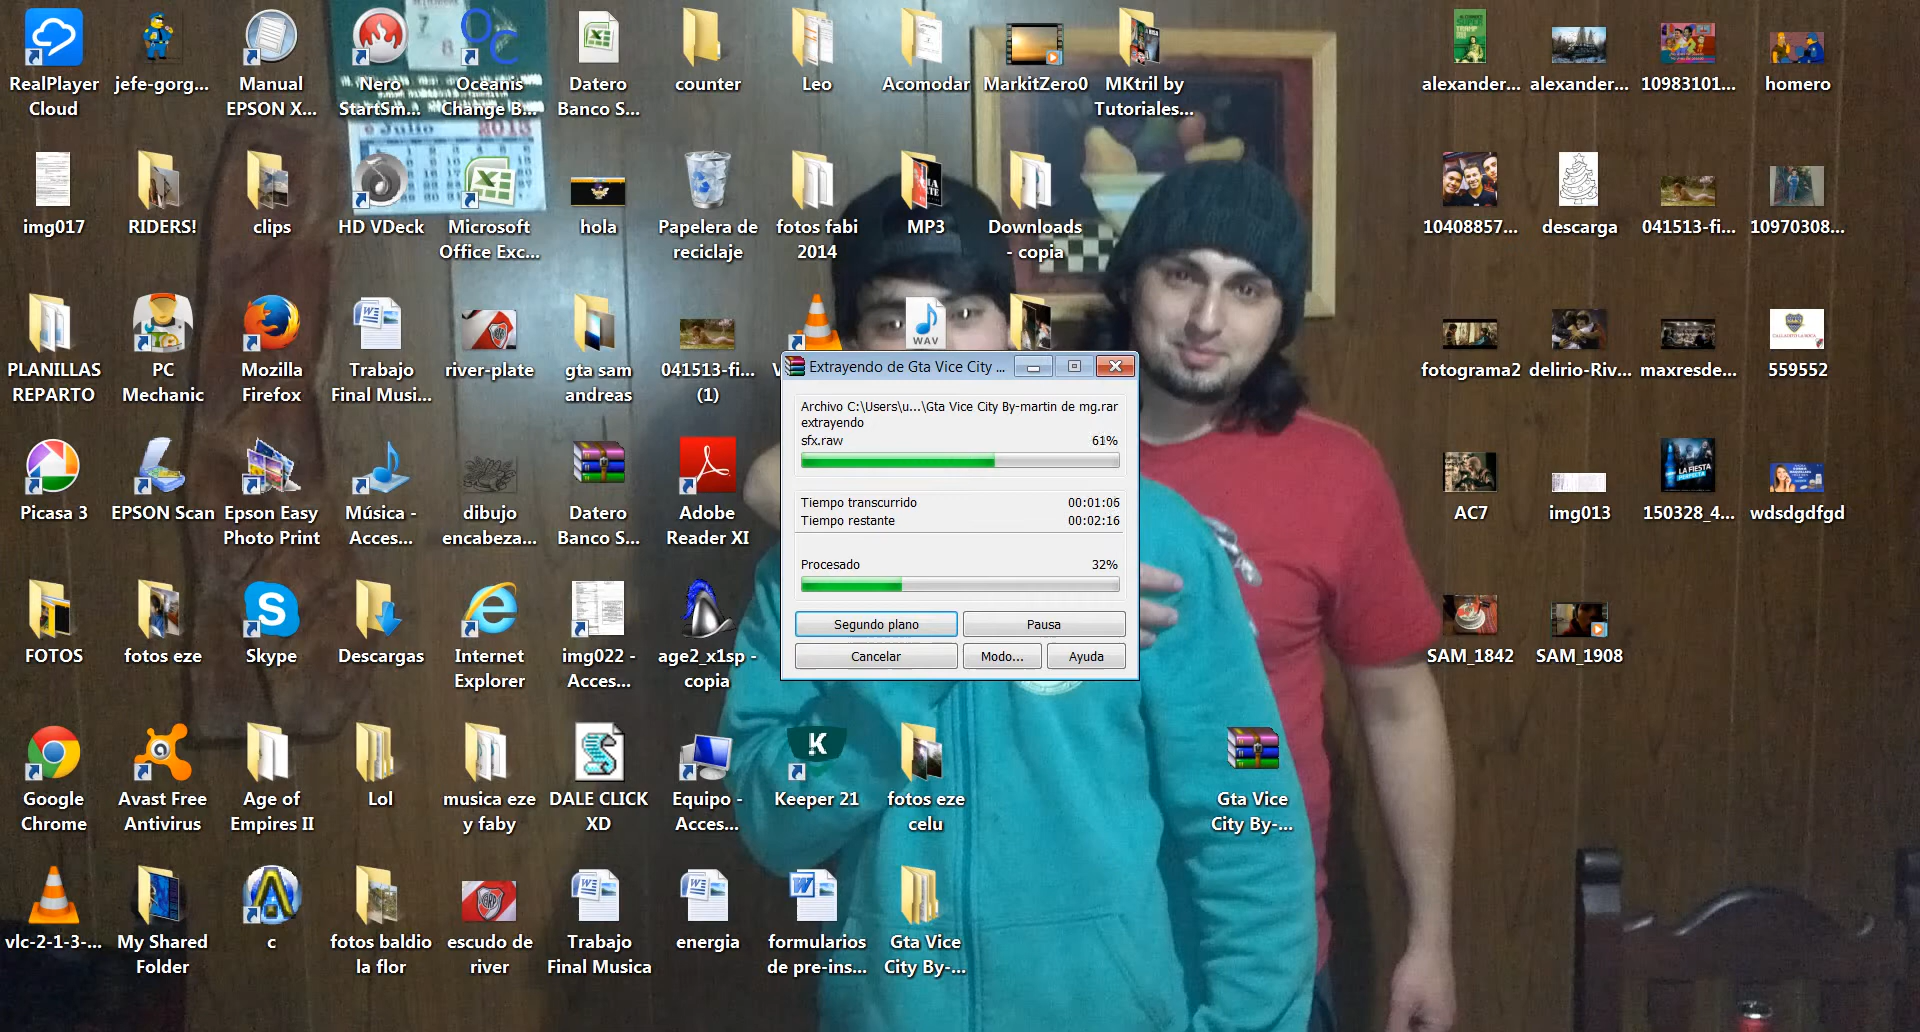 RealPlayer
Cloud
jefe-gorg...
Manual
EPSON X...
Nero
StartSm...
Oceanis
Change B...
Datero
Banco S...
counter
Leo
Acomodar
MarkitZero0
MKtril by
Tutoriales...
alexander...
alexander...
10983101...
homero
e Julio
2013
img017
RIDERS!
clips
HD VDeck
Microsoft
Office Exc...
hola
Papelera de
reciclaje
fotos fabi
2014
MP3
Downloads
- copia
10408857...
descarga
041513-fi...
10970308...
PLANILLAS
REPARTO
PC
Mechanic
Mozilla
Firefox
Trabajo
Final Musi...
river-plate
gta sam
andreas
041513-fi...
(1)
WAV
fotograma2
delirio-Riv...
maxresde...
559552
Extrayendo de Gta Vice City ...
Archivo C:\Users\u...\Gta Vice City By-martin de mg.rar
extrayendo
sfx.raw
61%
Tiempo transcurrido
00:01:06
Tiempo restante
00:02:16
Procesado
32%
Segundo plano
Pausa
Cancelar
Modo...
Ayuda
Picasa 3
EPSON Scan
Epson Easy
Photo Print
Música -
Acces...
dibujo
encabeza...
Datero
Banco S...
Adobe
Reader XI
AC7
img013
LA FIESTA
PERFECTA
150328_4...
wdsdgdfgd
FOTOS
fotos eze
Skype
Descargas
Internet
Explorer
img022 -
Acces...
age2_x1sp -
copia
SAM_1842
SAM_1908
Google
Chrome
Avast Free
Antivirus
Age of
Empires II
Lol
musica eze
y faby
DALE CLICK
XD
Equipo -
Acces...
Keeper 21
fotos eze
celu
Gta Vice
City By-...
vlc-2-1-3-...
My Shared
Folder
c
fotos baldio
la flor
escudo de
river
Trabajo
Final Musica
energia
formularios
de pre-ins...
Gta Vice
City By-...